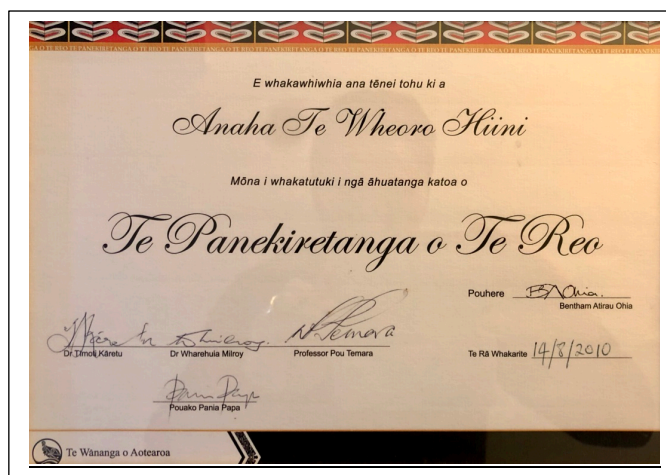 E whakawhiwhia ana tēnei tohu ki a
Anaha Te Wheoro Hiini
Mōna i whakatutuki i ngā āhuatanga katoa o
Te Panekiretanga o Te Reo
Pouhere
Bentham Atirau Ohia
Dr Tīmoti Kāretu Dr Wharehuia Milroy Professor Pou Temara
Te Rā Whakarite 14/8/2010
Pouako Pania Papa
Te Wānanga o Aotearoa